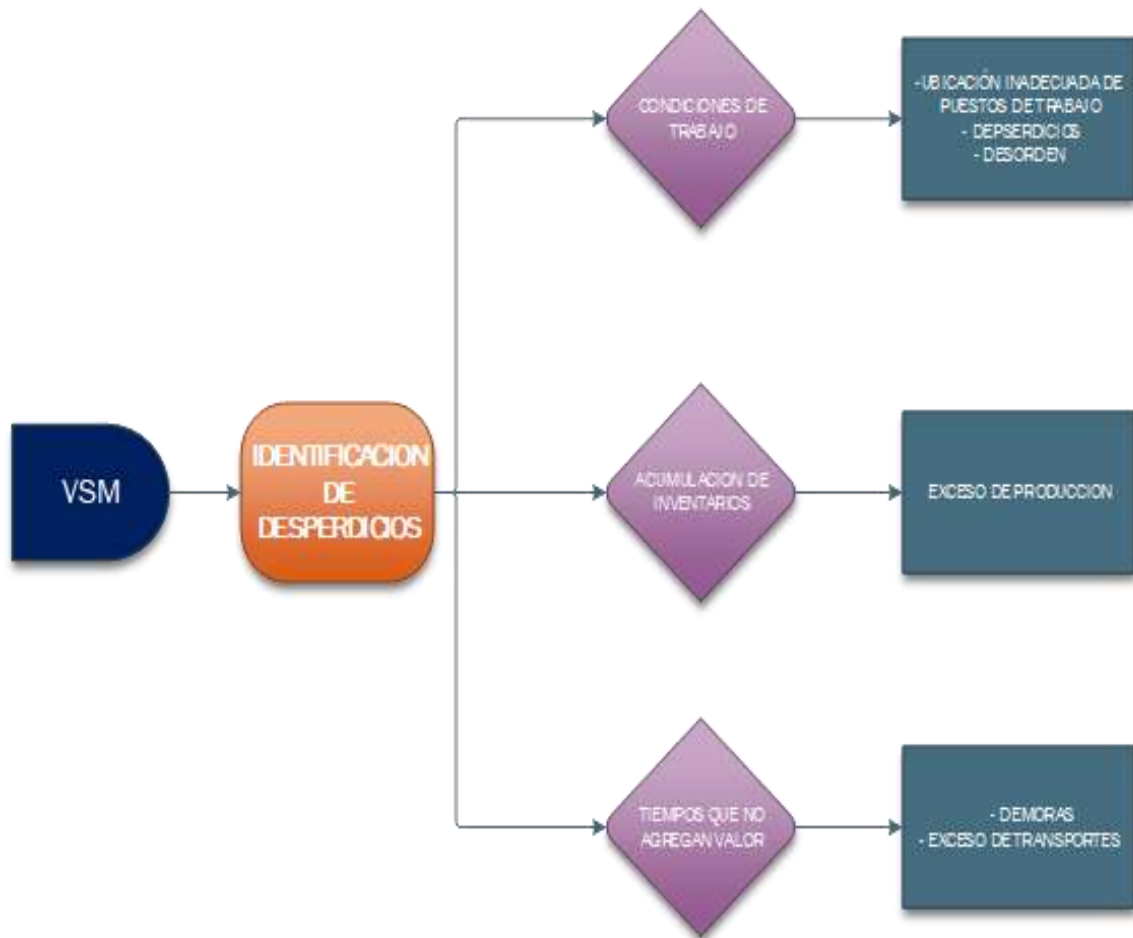 VSM
IDENTIFICACION
DE
DESPERDICIOS
CONDICIONES DE
TRABAJO
-UBICACIÓN INADECUADA DE
PUESTOS DE TRABAJO
- DEPSERDICIOS
- DESORDEN
ACUMULACION DE
INVENTARIOS
EXCESO DE PRODUCCION
TIEMPOS QUE NO
AGREGAN VALOR
- DEMORAS
- EXCESO DE TRANSPORTES